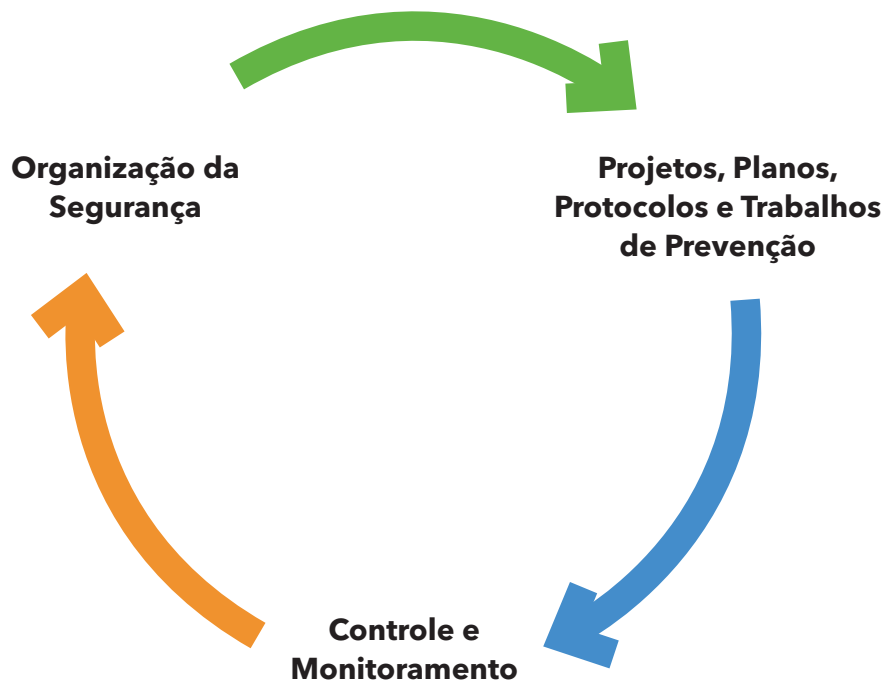 Organização da
Segurança
Projetos, Planos,
Protocolos e Trabalhos
de Prevenção
Controle e
Monitoramento